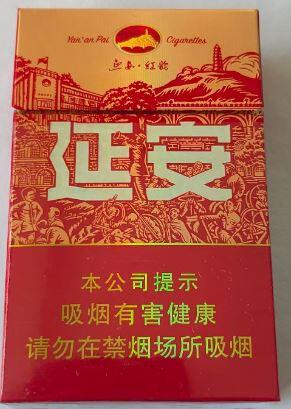 Yan'an Pai Cigarettes
延安·红韵
延安
本公司提示
吸烟有害健康
请勿在禁烟场所吸烟